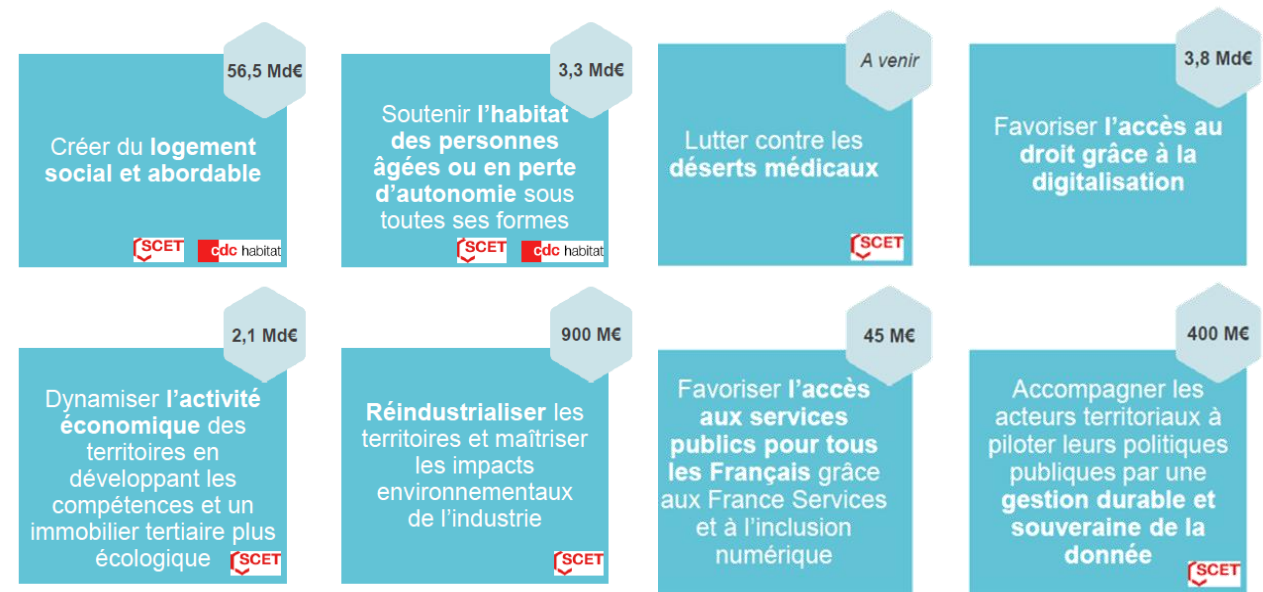 56,5 Md€
Créer du logement
social et abordable
SCET
cdc habitat
3,3 Md€
Soutenir l’habitat
des personnes
âgées ou en perte
d’autonomie sous
toutes ses formes
SCET
cdc habitat
A venir
Lutter contre les
déserts médicaux
SCET
3,8 Md€
Favoriser l’accès au
droit grâce à la
digitalisation
2,1 Md€
Dynamiser l’activité
économique des
territoires en
développant les
compétences et un
immobilier tertiaire plus
écologique
SCET
900 M€
Réindustrialiser les
territoires et maîtriser
les impacts
environnementaux
de l’industrie
SCET
45 M€
Favoriser l’accès
aux services
publics pour tous
les Français grâce
aux France Services
et à l’inclusion
numérique
400 M€
Accompagner les
acteurs territoriaux à
piloter leurs politiques
publiques par une
gestion durable et
souveraine de la
donnée
SCET